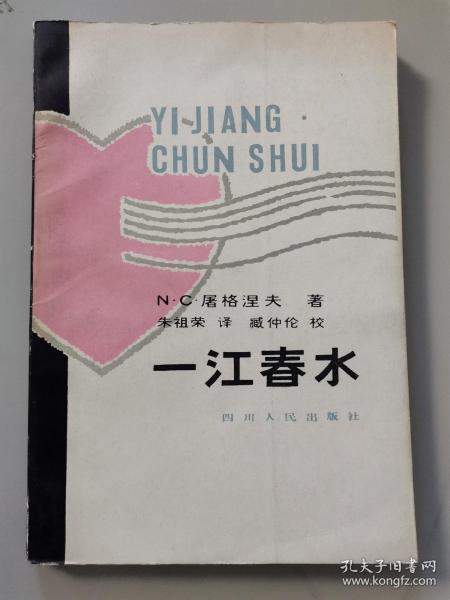 YI JIANG
CHUN SHUI
N·C·屠格涅夫 著
朱祖荣 译 臧仲伦 校
一江春水
四川人民出版社
孔夫子旧书网
www.kongfz.com